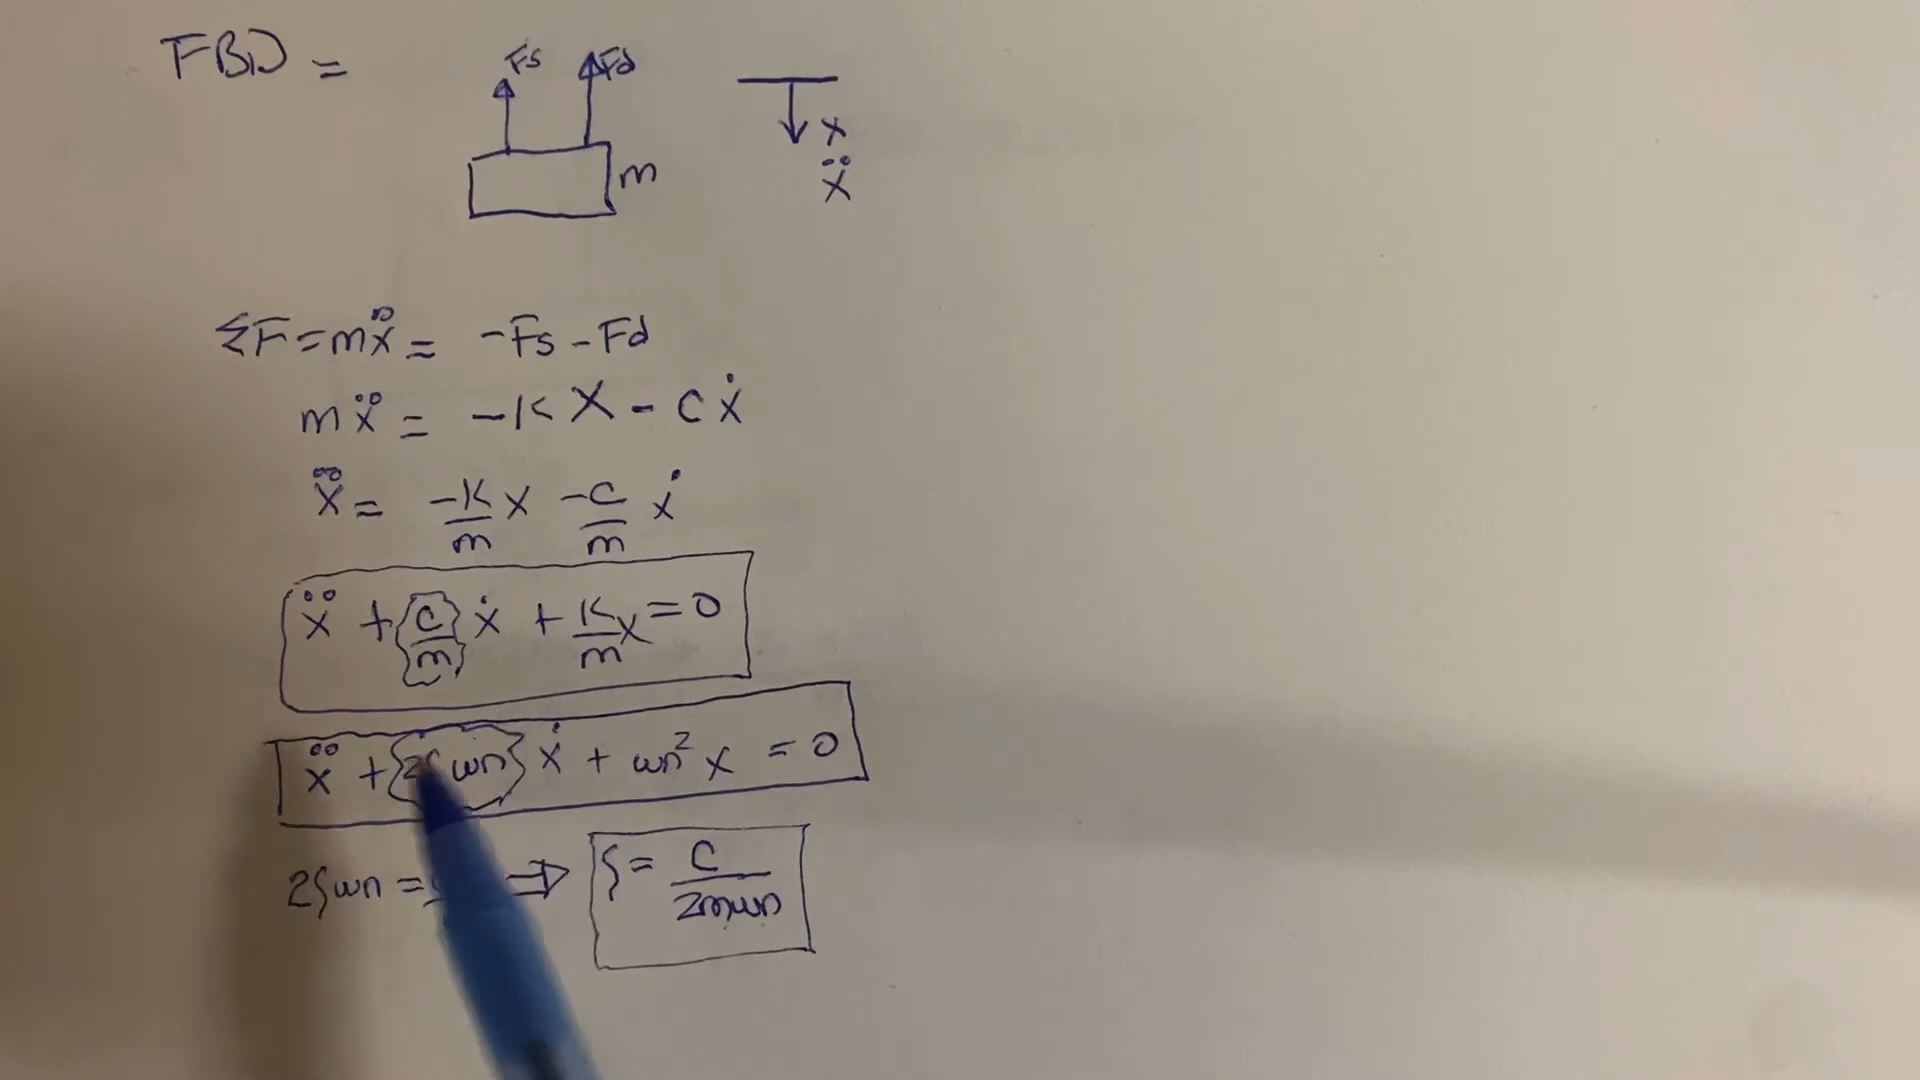 FBD =
Fs Fd
m
x
ẍ
ΣF = mẍ = -Fs - Fd
mẍ = -Kx - Cẋ
ẍ = -K/m x -C/m ẋ
ẍ + C/m ẋ + K/m x = 0
ẍ + 2ζωn ẋ + ωn² x = 0
2ζωn = ⇒ ζ = C/2mωn